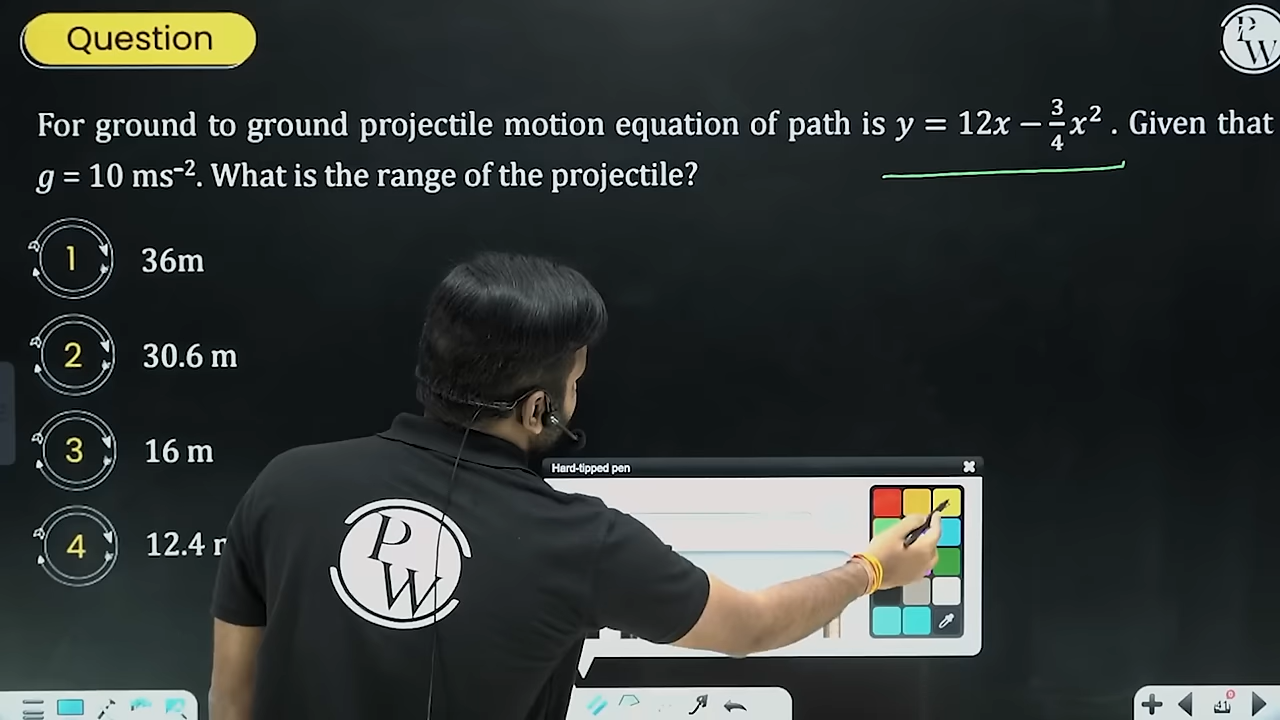 Question
PW
For ground to ground projectile motion equation of path is y = 12x − 3/4 x². Given that
g = 10 ms⁻². What is the range of the projectile?
1 36m
2 30.6 m
3 16 m
4 12.4
Hard-tipped pen
PW